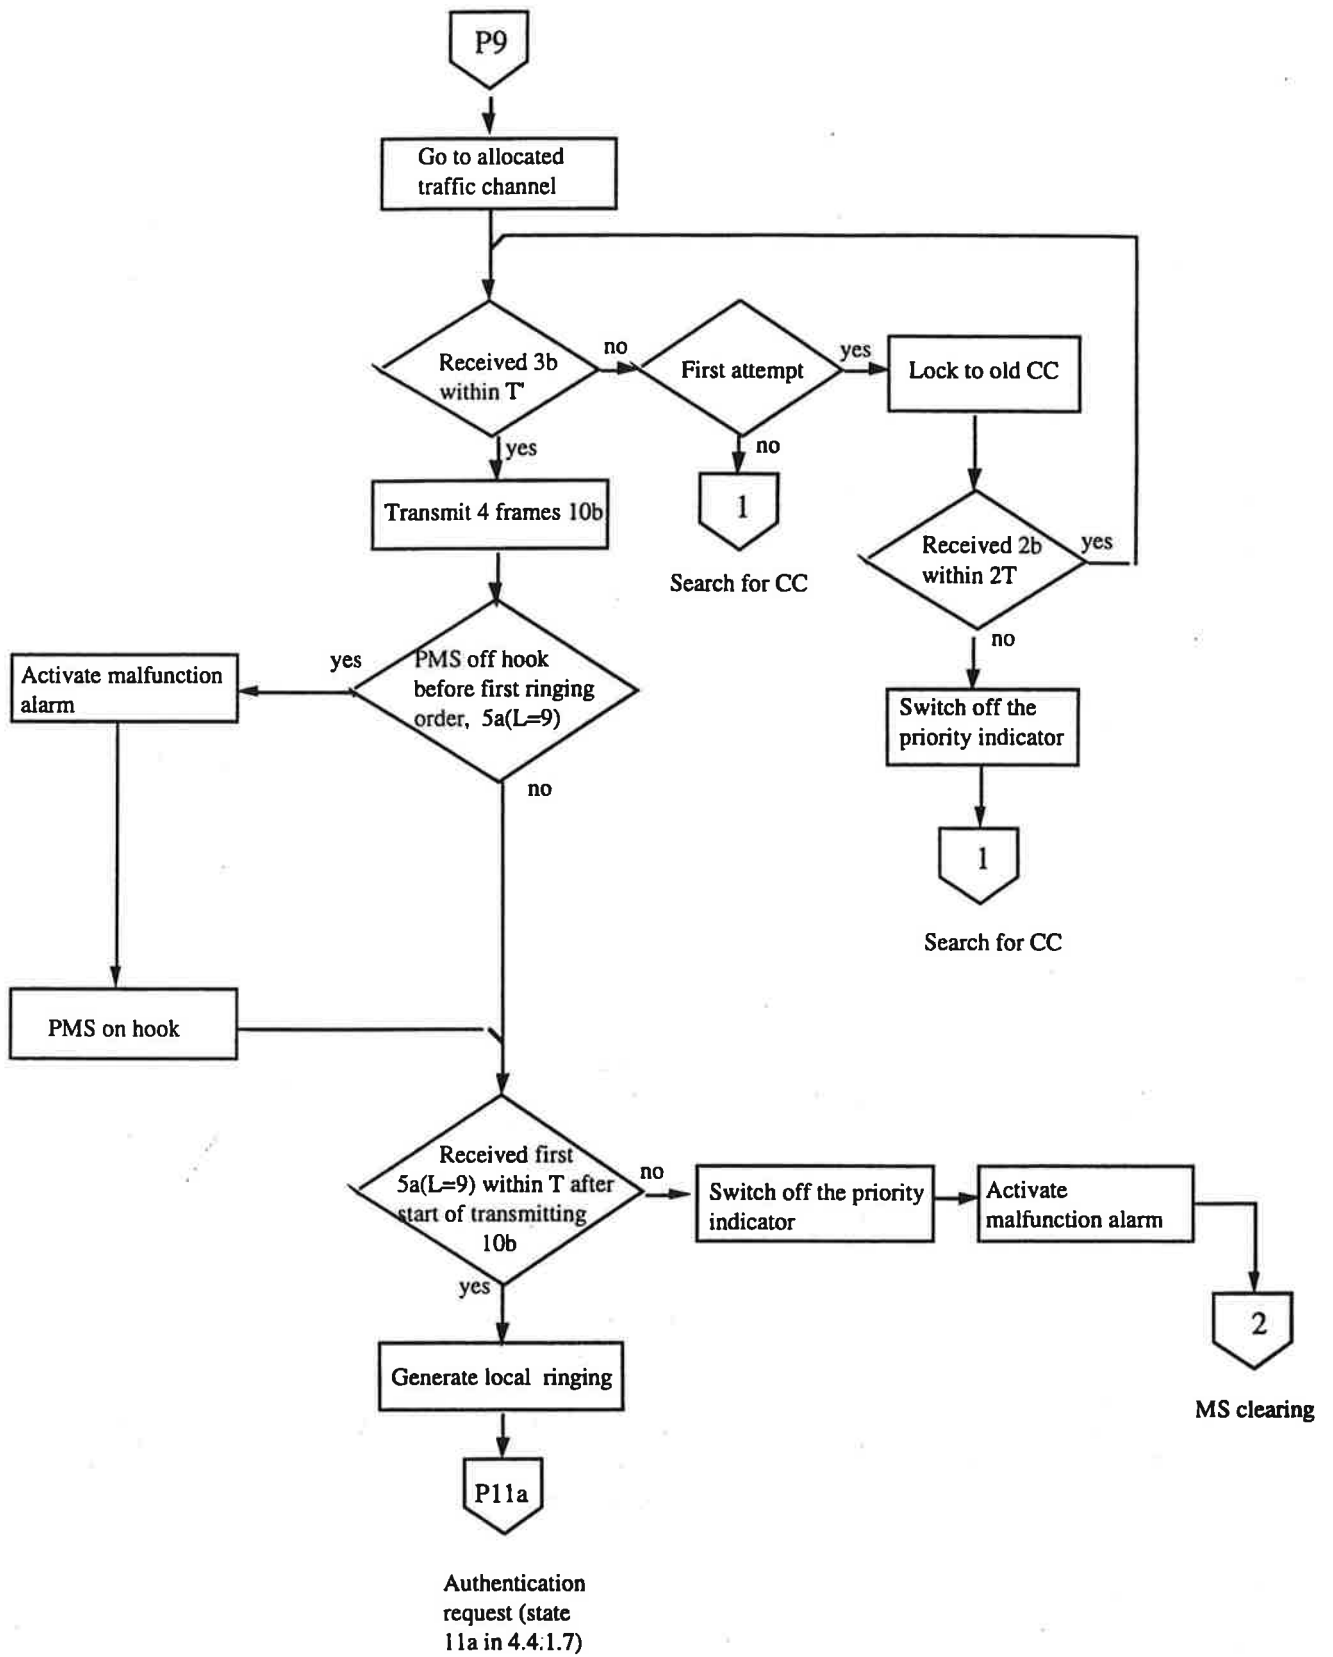 P9
Go to allocated
traffic channel
Received 3b
within T'
no
First attempt
yes
Lock to old CC
yes
no
Transmit 4 frames 10b
1
Search for CC
Received 2b
within 2T
yes
no
PMS off hook
before first ringing
order, 5a(L=9)
yes
no
Activate malfunction
alarm
Switch off the
priority indicator
1
Search for CC
PMS on hook
Received first
5a(L=9) within T after
start of transmitting
10b
no
Switch off the priority
indicator
Activate
malfunction alarm
2
MS clearing
yes
Generate local ringing
P11a
Authentication
request (state
11a in 4.4.1.7)